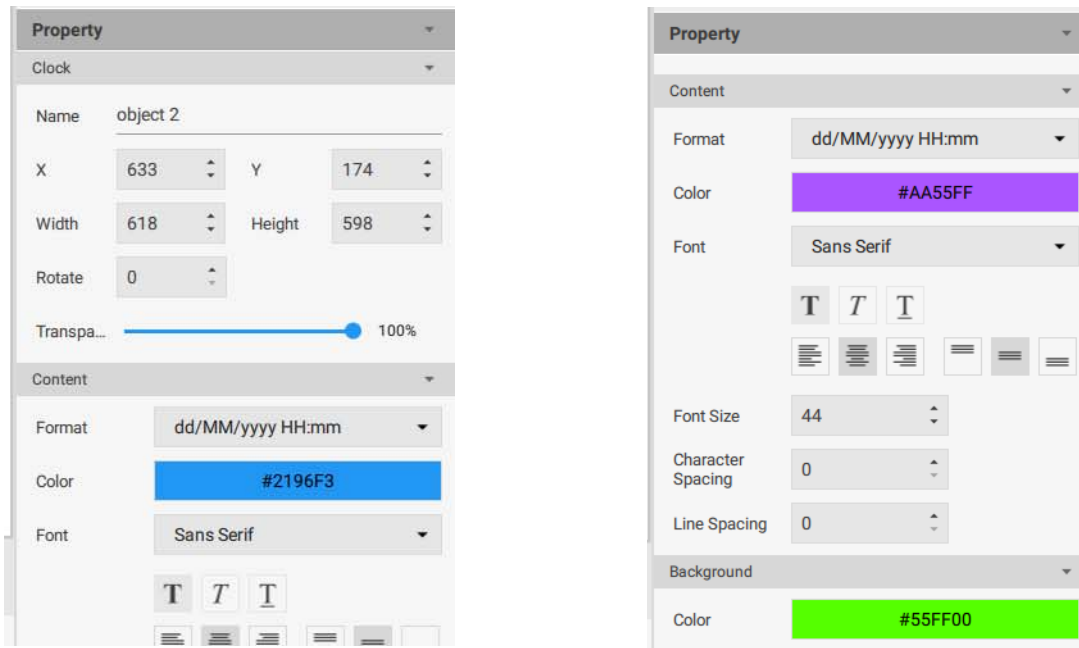 Property
Clock
Name object 2
X 633 Y 174
Width 618 Height 598
Rotate 0
Transpa... 100%
Content
Format dd/MM/yyyy HH:mm
Color #2196F3
Font Sans Serif
T T T
Property
Content
Format dd/MM/yyyy HH:mm
Color #AA55FF
Font Sans Serif
T T T
Font Size 44
Character
Spacing 0
Line Spacing 0
Background
Color #55FF00